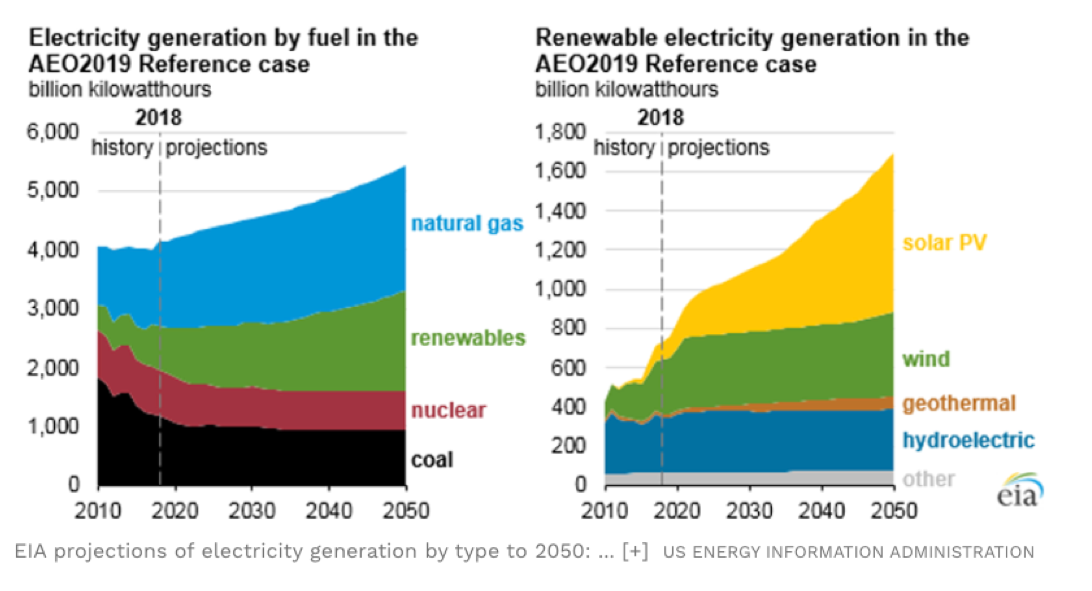 Electricity generation by fuel in the
AEO2019 Reference case
billion kilowatthours
2018
6,000
history projections
5,000
natural gas
4,000
3,000
renewables
2,000
nuclear
1,000
coal
0
2010 2020 2030 2040 2050
Renewable electricity generation in the
AEO2019 Reference case
billion kilowatthours
2018
1,800
history projections
1,600
1,400
solar PV
1,200
1,000
800
wind
600
geothermal
400
hydroelectric
200
other
0
2010 2020 2030 2040 2050
eia
EIA projections of electricity generation by type to 2050: ... [+] US ENERGY INFORMATION ADMINISTRATION